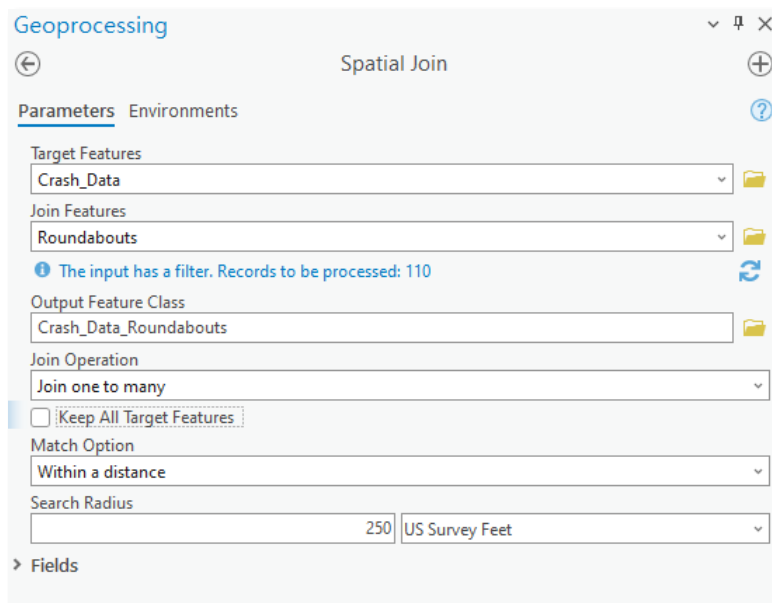 Geoprocessing
Spatial Join
Parameters Environments
Target Features
Crash_Data
Join Features
Roundabouts
The input has a filter. Records to be processed: 110
Output Feature Class
Crash_Data_Roundabouts
Join Operation
Join one to many
Keep All Target Features
Match Option
Within a distance
Search Radius
250 US Survey Feet
Fields